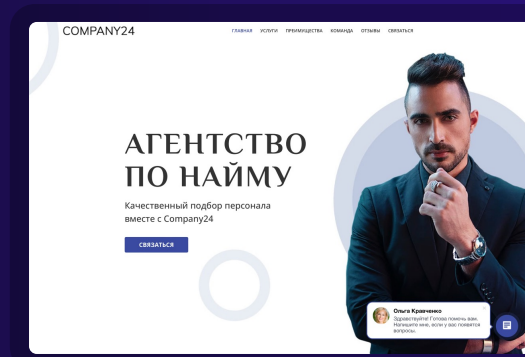 COMPANY24
ГЛАВНАЯ УСЛУГИ ПРЕИМУЩЕСТВА КОМАНДА ОТЗЫВЫ СВЯЗАТЬСЯ
АГЕНТСТВО
ПО НАЙМУ
Качественный подбор персонала
вместе с Company24
СВЯЗАТЬСЯ
Ольга Кравченко
Здравствуйте! Готова помочь вам.
Напишите мне, если у вас появятся
вопросы.